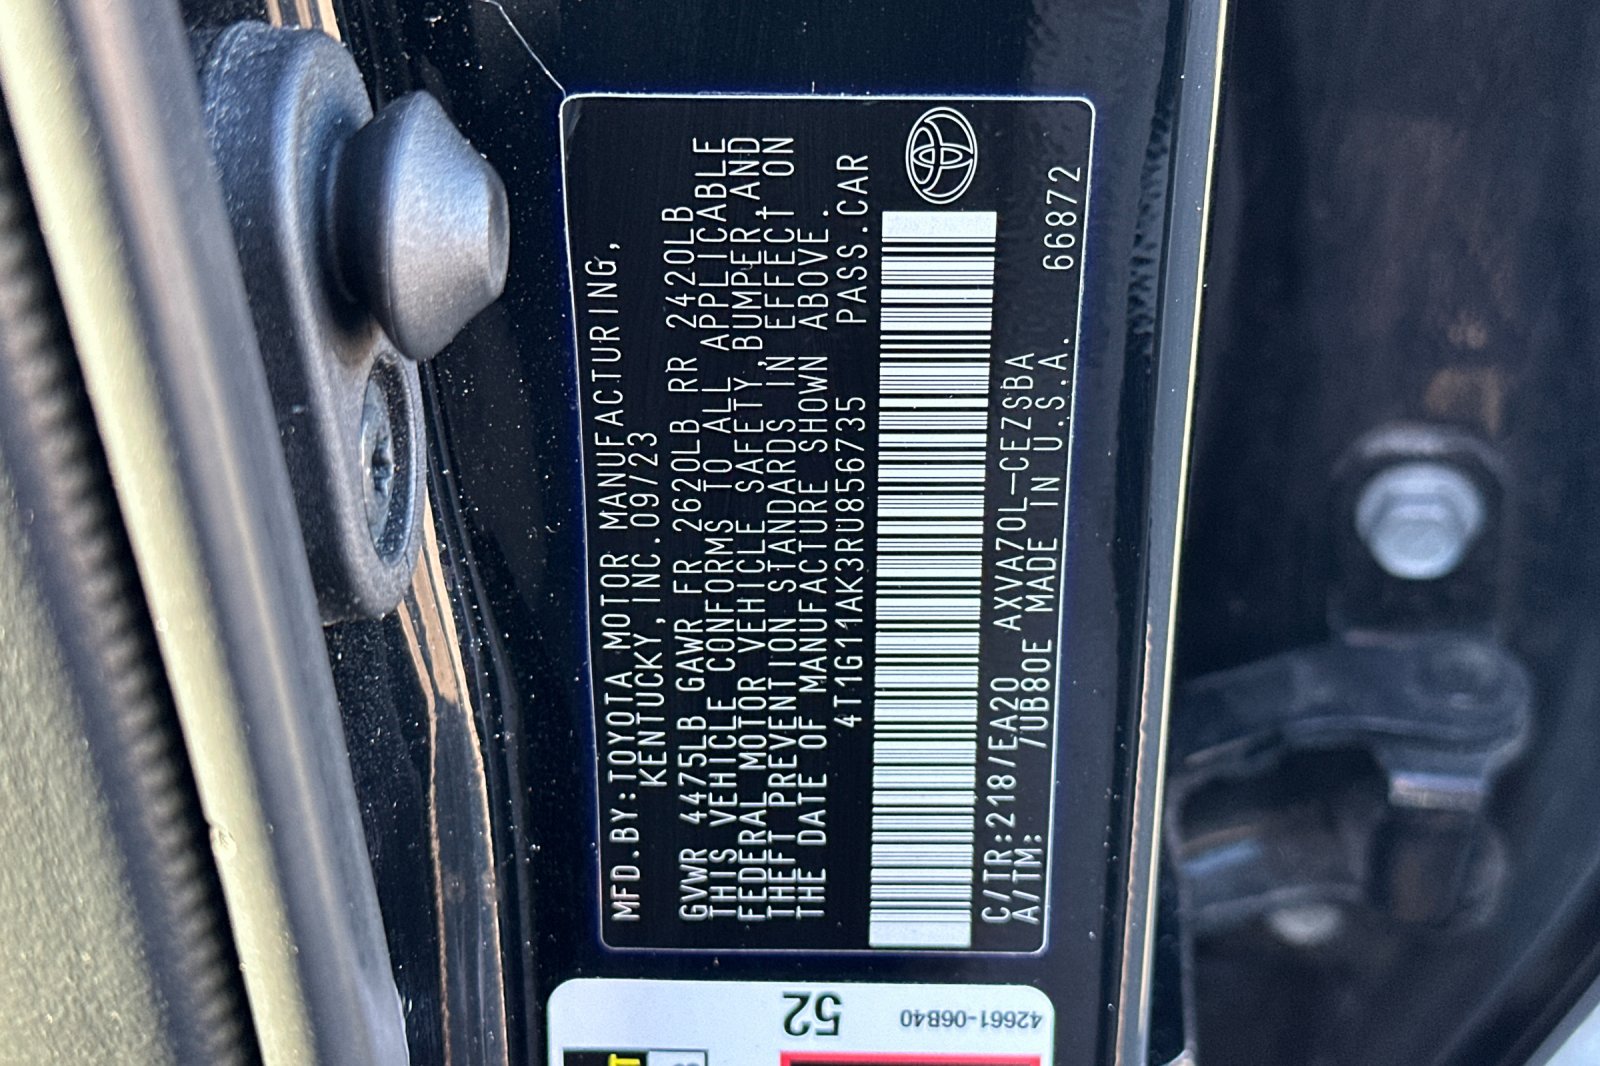 MFD.BY:TOYOTA MOTOR MANUFACTURING,
KENTUCKY, INC.09/23
GVWR 4475LB GAWR FR 2620LB RR 2420LB
THIS VEHICLE CONFORMS TO ALL APPLICABLE
FEDERAL MOTOR VEHICLE SAFETY,BUMPER,AND
THEFT PREVENTION STANDARDS IN EFFECT ON
THE DATE OF MANUFACTURE SHOWN ABOVE.
4T1G11AK3RU856735 PASS.CAR
C/TR:218/EA20 AXVA70L-CEZSBA
A/TM: /UB80E MADE IN U.S.A. 66872
52
42661-06B40